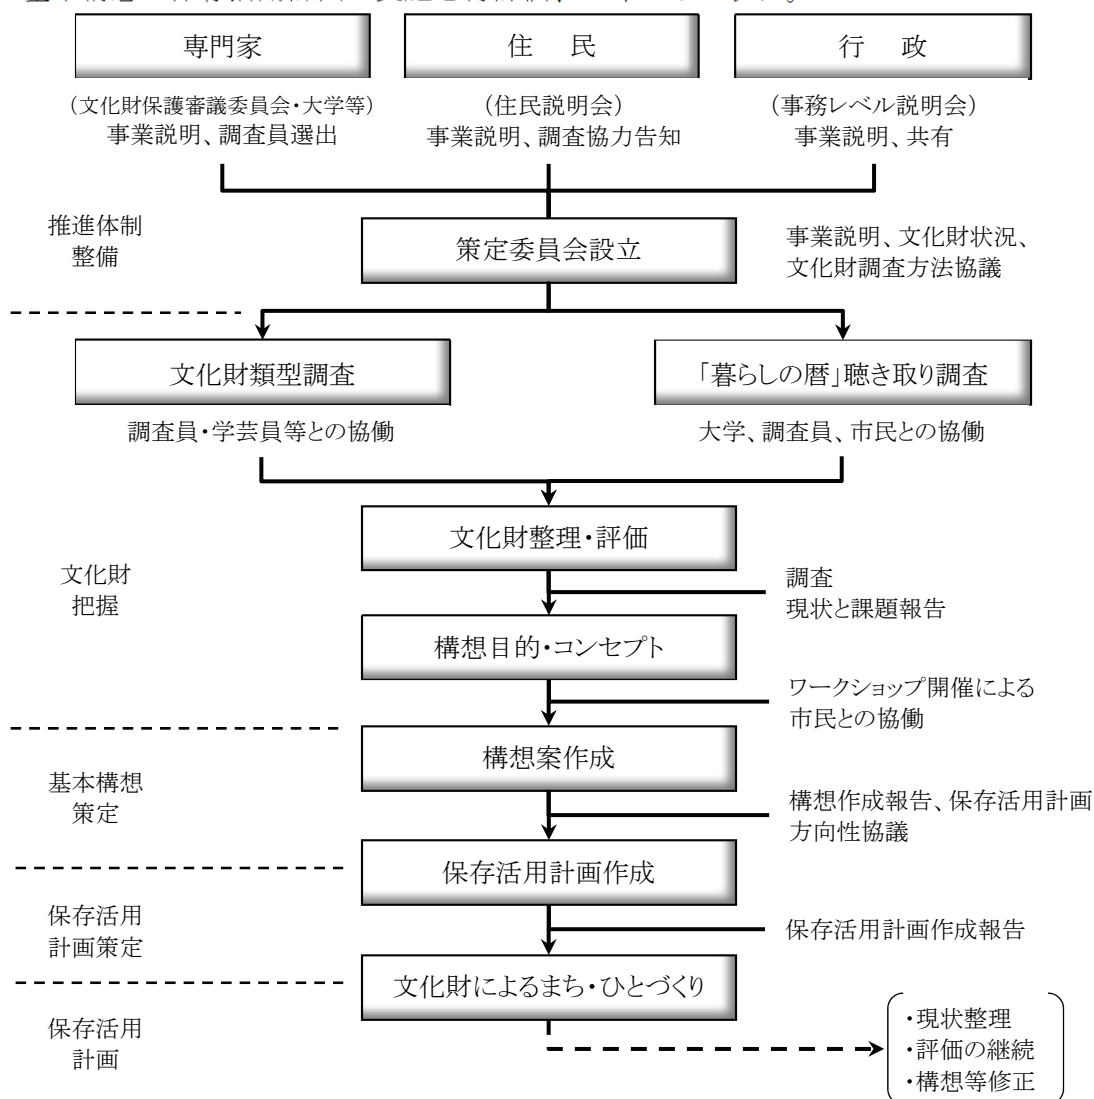 専門家
住　民
行　政
（文化財保護審議委員会・大学等）
事業説明、調査員選出
（住民説明会）
事業説明、調査協力告知
（事務レベル説明会）
事業説明、共有
推進体制
整備
策定委員会設立
事業説明、文化財状況、
文化財調査方法協議
文化財類型調査
「暮らしの暦」聴き取り調査
調査員・学芸員等との協働
大学、調査員、市民との協働
文化財
把握
文化財整理・評価
調査
現状と課題報告
構想目的・コンセプト
ワークショップ開催による
市民との協働
基本構想
策定
構想案作成
構想作成報告、保存活用計画
方向性協議
保存活用計画作成
保存活用
計画策定
保存活用計画作成報告
文化財によるまち・ひとづくり
保存活用
計画
・現状整理
・評価の継続
・構想等修正